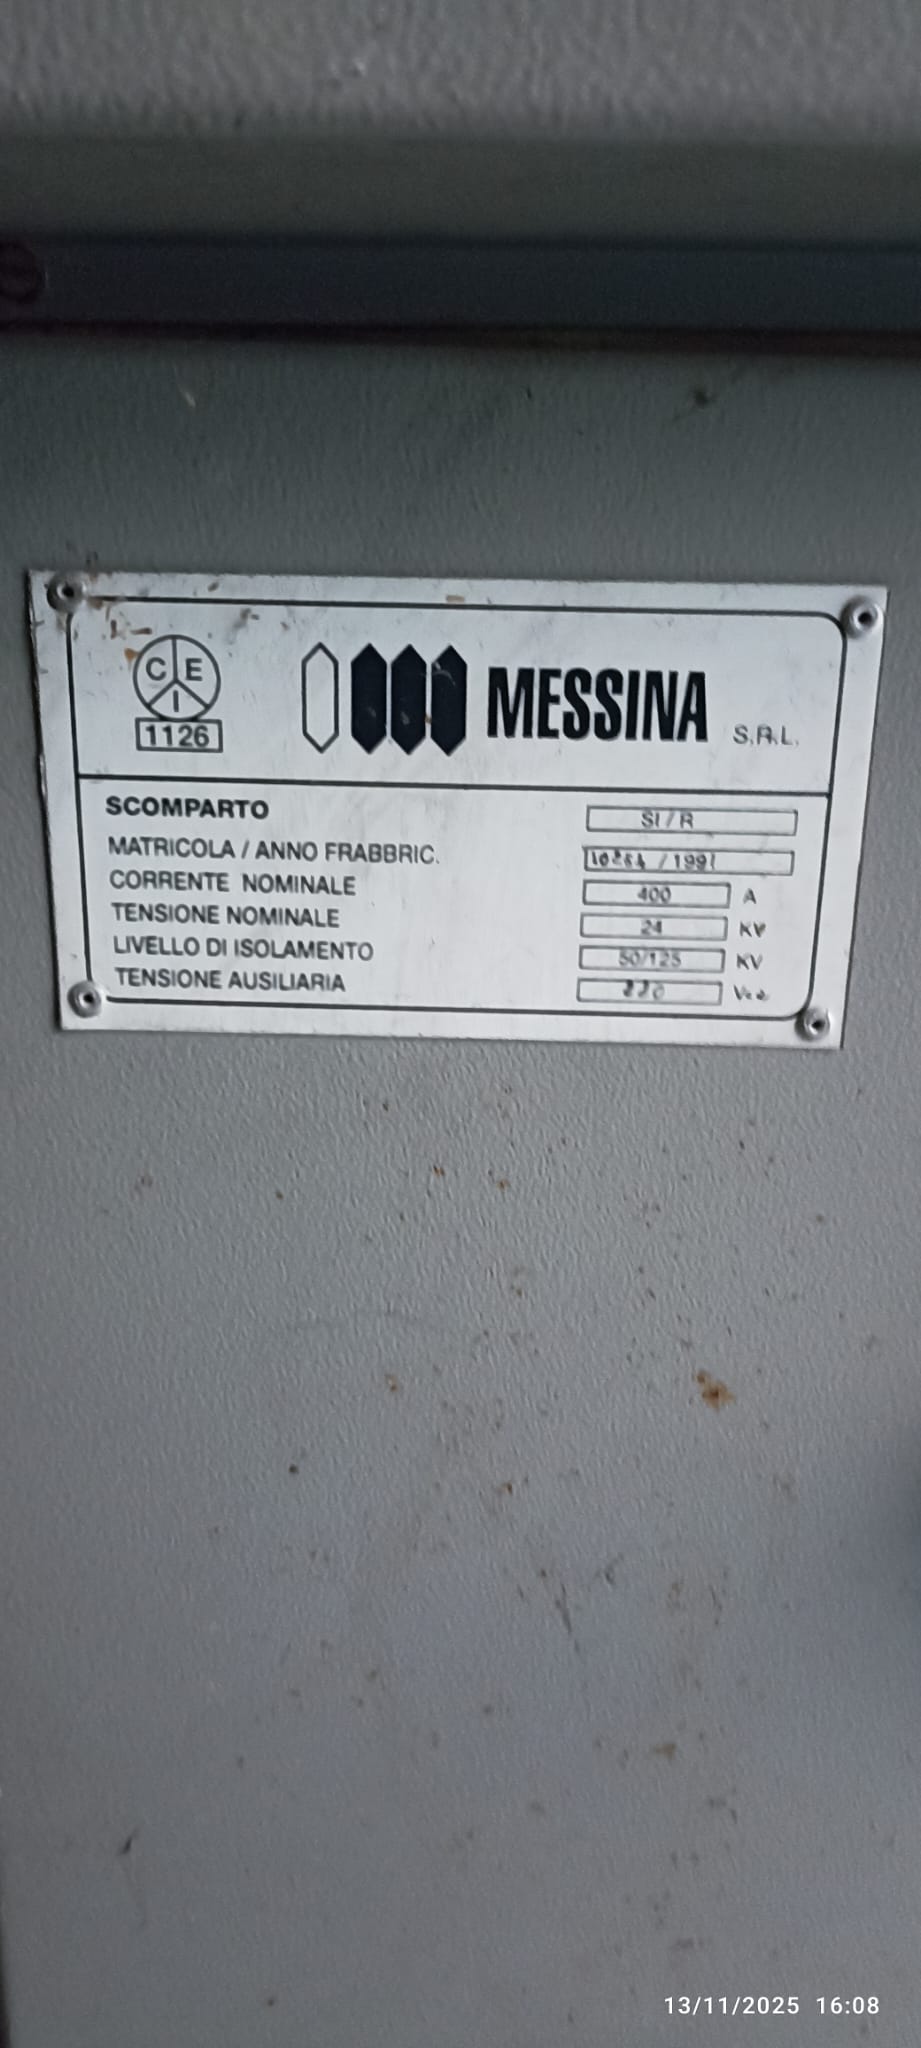 C E I
1126
MESSINA S.R.L.
SCOMPARTO SI/R
MATRICOLA / ANNO FRABBRIC. /1991
CORRENTE NOMINALE 400 A
TENSIONE NOMINALE 24 KV
LIVELLO DI ISOLAMENTO 50/125 KV
TENSIONE AUSILIARIA 220
13/11/2025 16:08